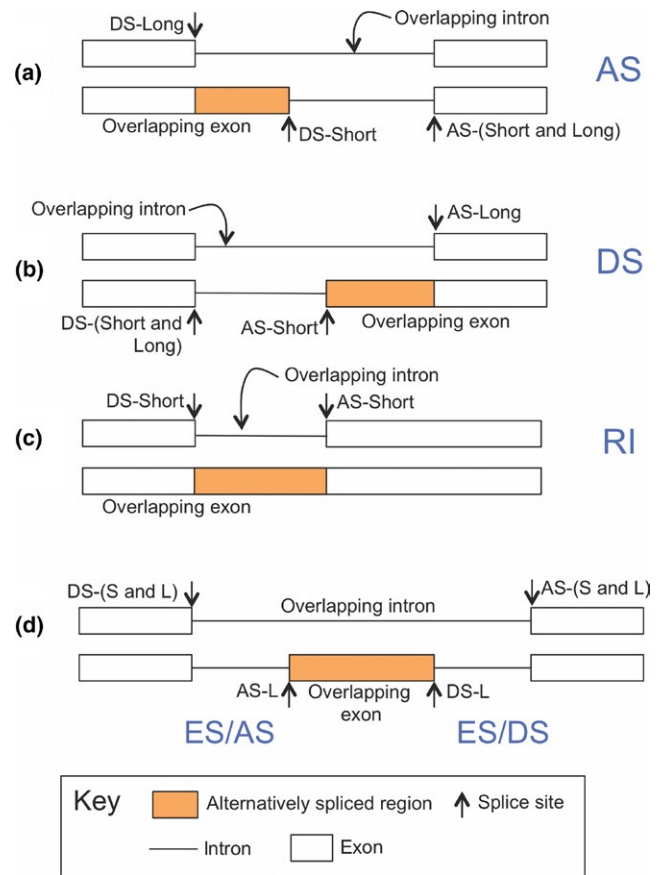 DS-Long
Overlapping intron
(a)
AS
Overlapping exon
DS-Short
AS-(Short and Long)
Overlapping intron
AS-Long
(b)
DS
DS-(Short and
Long)
AS-Short
Overlapping exon
Overlapping intron
DS-Short
AS-Short
(c)
RI
Overlapping exon
DS-(S and L)
AS-(S and L)
Overlapping intron
(d)
AS-L
Overlapping
exon
DS-L
ES/AS
ES/DS
Key
Alternatively spliced region
Splice site
Intron
Exon